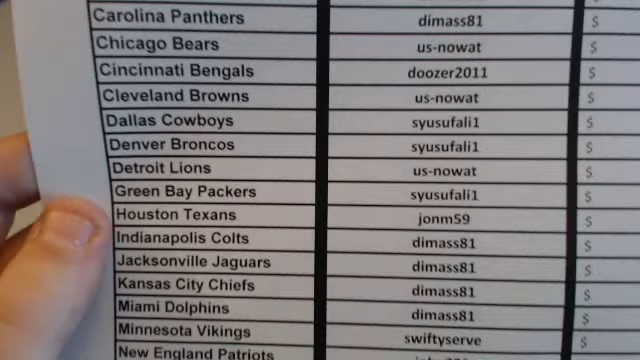 Carolina Panthers dimass81 $
Chicago Bears us-nowat $
Cincinnati Bengals doozer2011 $
Cleveland Browns us-nowat $
Dallas Cowboys syusufali1 $
Denver Broncos syusufali1 $
Detroit Lions us-nowat $
Green Bay Packers syusufali1 $
Houston Texans jonm59 $
Indianapolis Colts dimass81 $
Jacksonville Jaguars dimass81 $
Kansas City Chiefs dimass81 $
Miami Dolphins dimass81 $
Minnesota Vikings swiftyserve $
New England Patriots